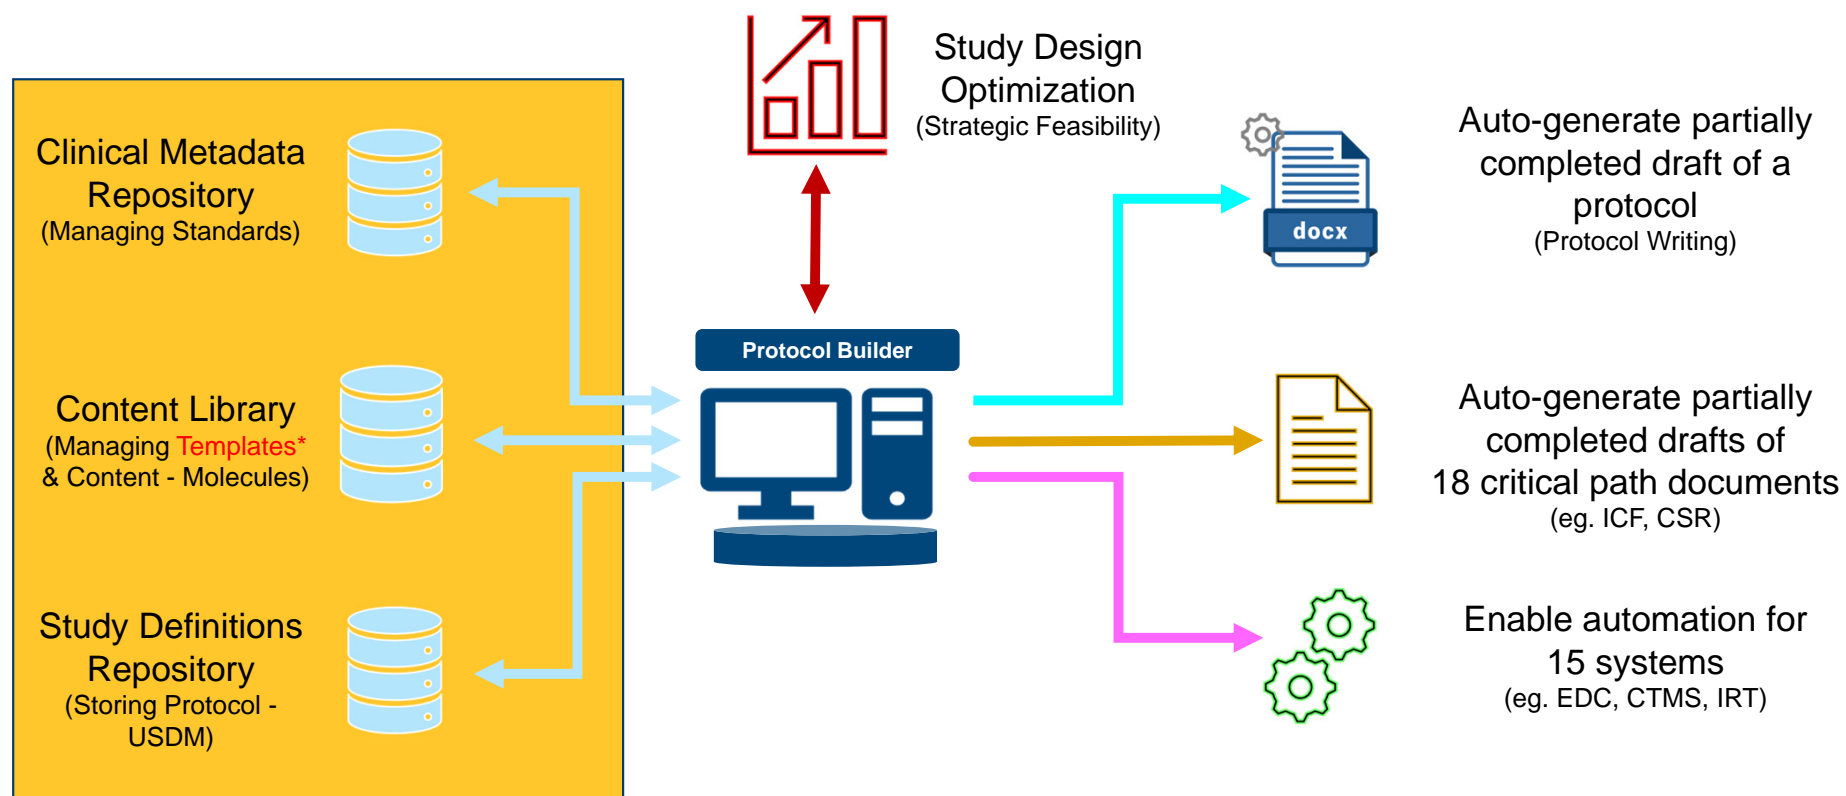 Study Design
Optimization
(Strategic Feasibility)
Clinical Metadata
Repository
(Managing Standards)
Content Library
(Managing Templates*
& Content - Molecules)
Study Definitions
Repository
(Storing Protocol -
USDM)
Protocol Builder
docx
Auto-generate partially
completed draft of a
protocol
(Protocol Writing)
Auto-generate partially
completed drafts of
18 critical path documents
(eg. ICF, CSR)
Enable automation for
15 systems
(eg. EDC, CTMS, IRT)